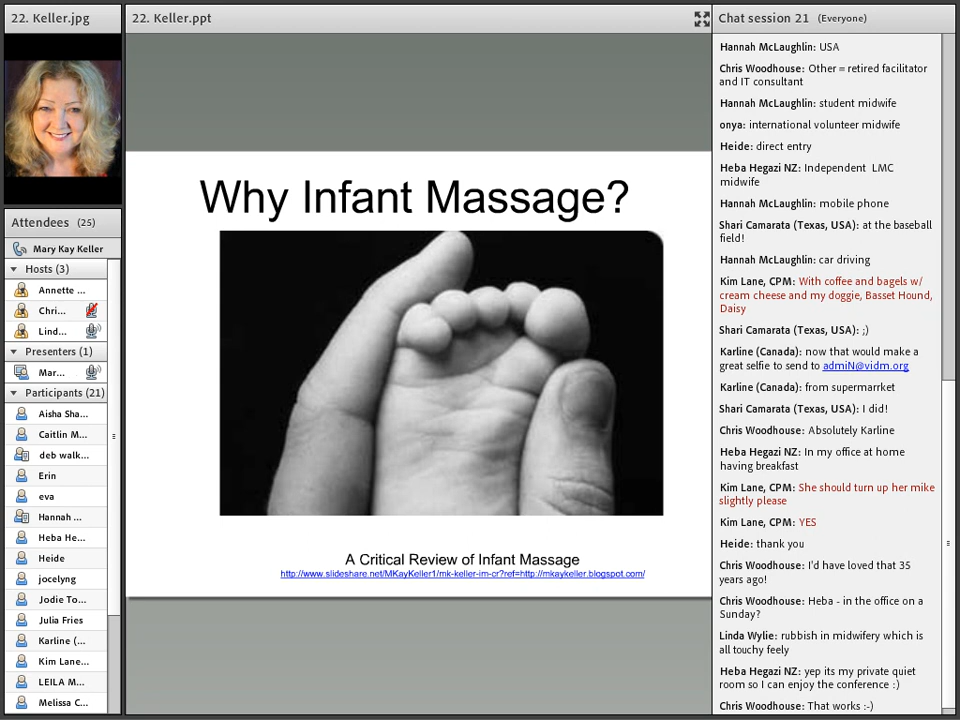 22. Keller.jpg
22. Keller.ppt
Chat session 21 (Everyone)
Attendees (25)
Mary Kay Keller
Hosts (3)
Annette ...
Chri...
Lind...
Presenters (1)
Mar...
Participants (21)
Aisha Sha...
Caitlin M...
deb walk...
Erin
eva
Hannah ...
Heba He...
Heide
jocelyng
Jodie To...
Julia Fries
Karline (...
Kim Lane...
LEILA M...
Melissa C...
Why Infant Massage?
A Critical Review of Infant Massage
http://www.slideshare.net/MKayKeller1/mk-keller-im-cr?ref=http://mkaykeller.blogspot.com/
Hannah McLaughlin: USA
Chris Woodhouse: Other = retired facilitator
and IT consultant
Hannah McLaughlin: student midwife
onya: international volunteer midwife
Heide: direct entry
Heba Hegazi NZ: Independent LMC
midwife
Hannah McLaughlin: mobile phone
Shari Camarata (Texas, USA): at the baseball
field!
Hannah McLaughlin: car driving
Kim Lane, CPM: With coffee and bagels w/
cream cheese and my doggie, Basset Hound,
Daisy
Shari Camarata (Texas, USA): ;)
Karline (Canada): now that would make a
great selfie to send to admiN@vidm.org
Karline (Canada): from supermarrket
Shari Camarata (Texas, USA): I did!
Chris Woodhouse: Absolutely Karline
Heba Hegazi NZ: In my office at home
having breakfast
Kim Lane, CPM: She should turn up her mike
slightly please
Kim Lane, CPM: YES
Heide: thank you
Chris Woodhouse: I'd have loved that 35
years ago!
Chris Woodhouse: Heba - in the office on a
Sunday?
Linda Wylie: rubbish in midwifery which is
all touchy feely
Heba Hegazi NZ: yep its my private quiet
room so I can enjoy the conference :)
Chris Woodhouse: That works :-)